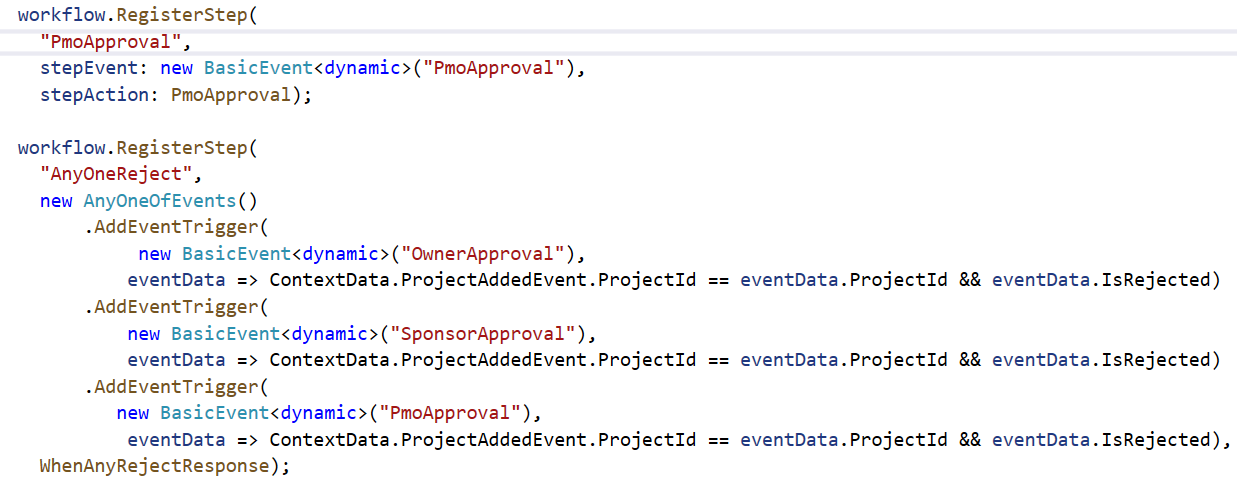 workflow.RegisterStep(
"PmoApproval",
stepEvent: new BasicEvent<dynamic>("PmoApproval"),
stepAction: PmoApproval);
workflow.RegisterStep(
"AnyOneReject",
new AnyOneOfEvents()
.AddEventTrigger(
new BasicEvent<dynamic>("OwnerApproval"),
eventData => ContextData.ProjectAddedEvent.ProjectId == eventData.ProjectId && eventData.IsRejected)
.AddEventTrigger(
new BasicEvent<dynamic>("SponsorApproval"),
eventData => ContextData.ProjectAddedEvent.ProjectId == eventData.ProjectId && eventData.IsRejected)
.AddEventTrigger(
new BasicEvent<dynamic>("PmoApproval"),
eventData => ContextData.ProjectAddedEvent.ProjectId == eventData.ProjectId && eventData.IsRejected),
WhenAnyRejectResponse);